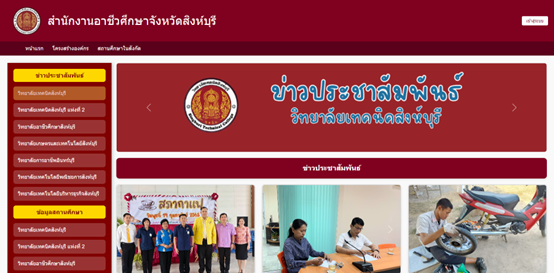 สำนักงานอาชีวศึกษาจังหวัดสิงห์บุรี
เข้าสู่ระบบ
หน้าแรก โครงสร้างองค์กร สถานศึกษาในสังกัด
ข่าวประชาสัมพันธ์
วิทยาลัยเทคนิคสิงห์บุรี
วิทยาลัยเทคนิคสิงห์บุรี แห่งที่ 2
วิทยาลัยอาชีวศึกษาสิงห์บุรี
วิทยาลัยเกษตรและเทคโนโลยีสิงห์บุรี
วิทยาลัยการอาชีพอินทร์บุรี
วิทยาลัยเทคโนโลยีพณิชยการสิงห์บุรี
วิทยาลัยเทคโนโลยีบริหารธุรกิจสิงห์บุรี
ข้อมูลสถานศึกษา
วิทยาลัยเทคนิคสิงห์บุรี
วิทยาลัยเทคนิคสิงห์บุรี แห่งที่ 2
วิทยาลัยอาชีวศึกษาสิงห์บุรี
ข่าวประชาสัมพันธ์
วิทยาลัยเทคนิคสิงห์บุรี
ข่าวประชาสัมพันธ์
สภากาแฟ